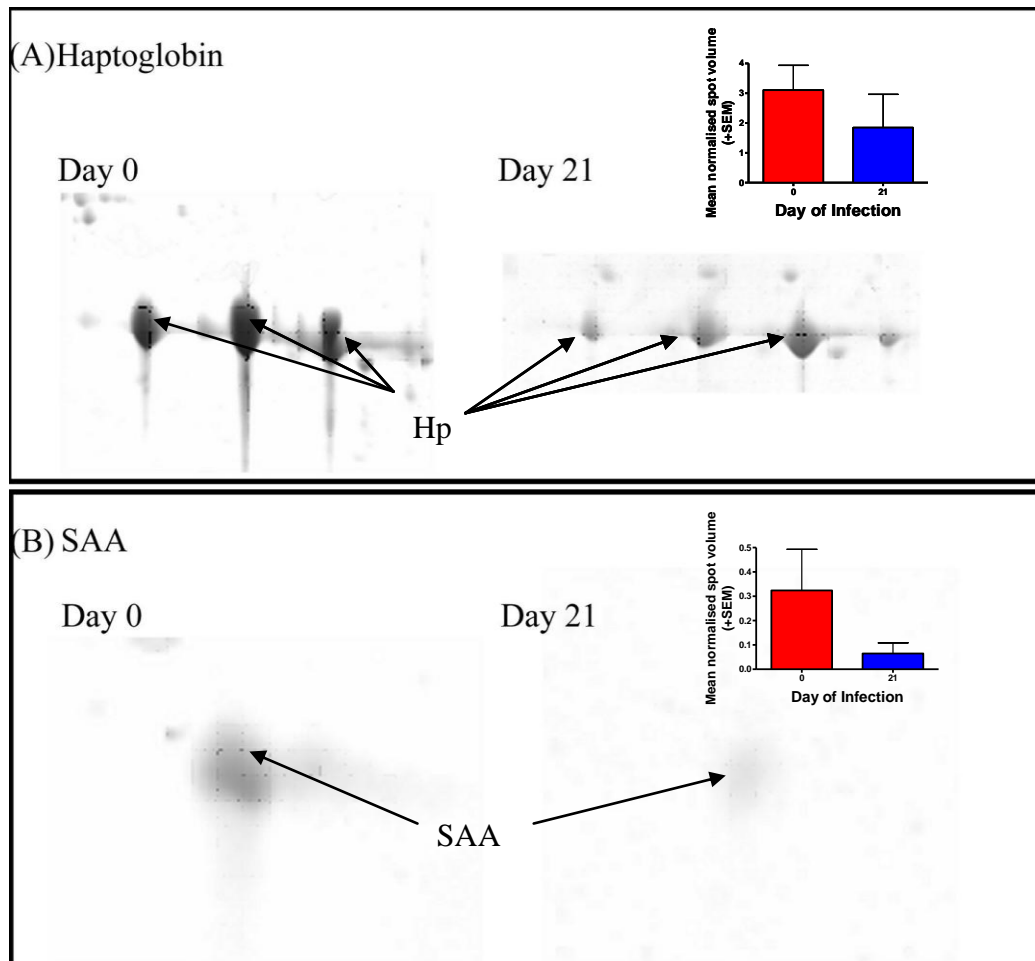 (A)Haptoglobin
Day 0
Day 21
Hp
Mean normalised spot volume
(+SEM)
4
3
2
1
0
0
21
Day of Infection
(B) SAA
Day 0
Day 21
SAA
Mean normalised spot volume
(+SEM)
0.5
0.4
0.3
0.2
0.1
0.0
0
21
Day of Infection